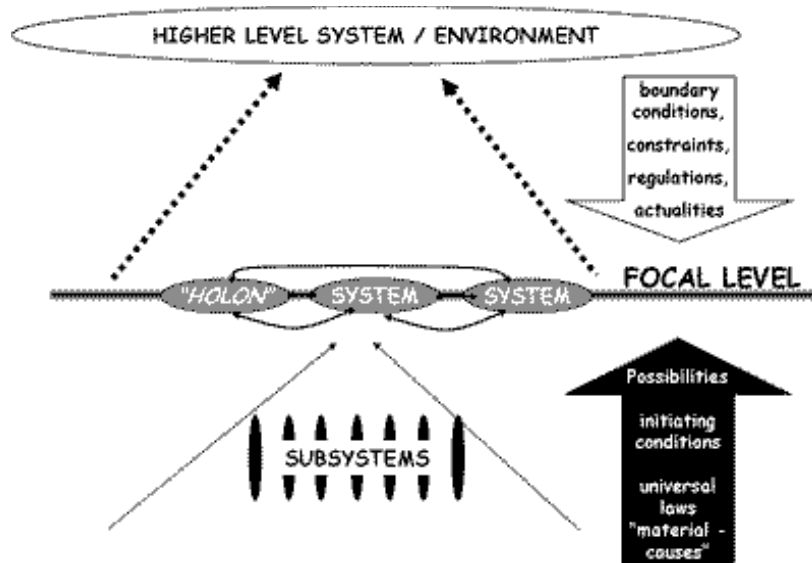 HIGHER LEVEL SYSTEM / ENVIRONMENT
boundary
conditions,
constraints,
regulations,
actualities
FOCAL LEVEL
"HOLON"
SYSTEM
SYSTEM
Possibilities
initiating
conditions
universal
laws
"material -
causes"
SUBSYSTEMS